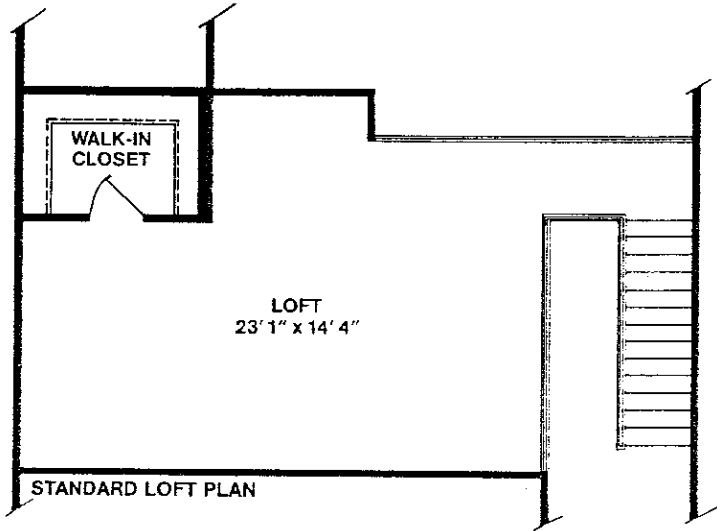 WALK-IN
CLOSET
LOFT
23' 1" x 14' 4"
STANDARD LOFT PLAN